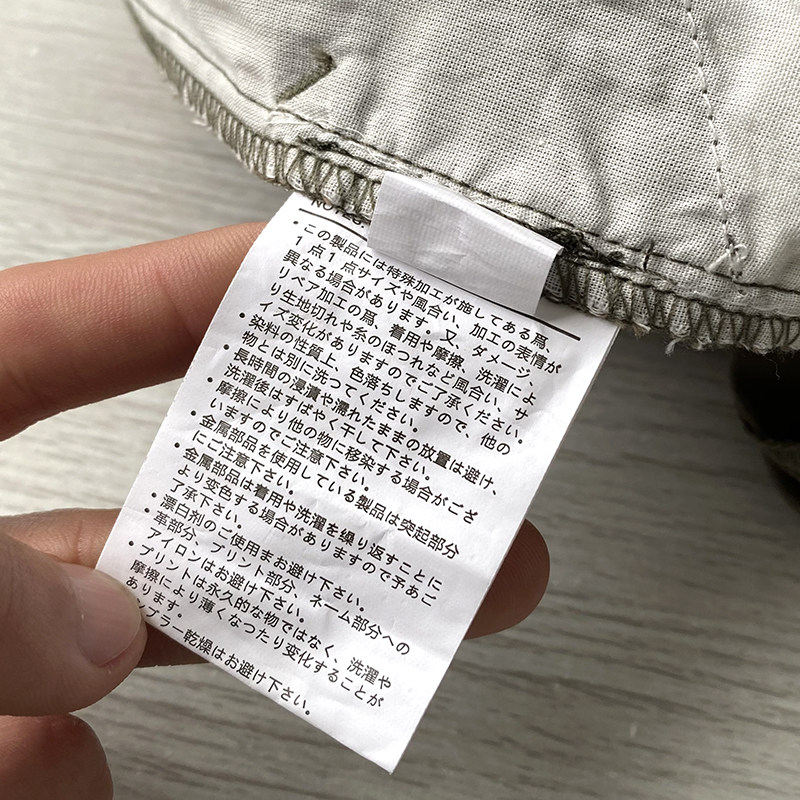 ・この製品には特殊加工が施してある爲、
1点1点サイズや風合い、加工の表情が
異なる場合があります。又、ダメージ、
リペア加工の爲、着用や摩擦、洗濯によ
り生地切れや糸のほつれなど風合い、サ
イズ変化がありますのでご了承ください。
・染料の性質上、色落ちしますので、他の
物とは別に洗ってください。
・長時間の浸漬や濡れたままの放置は避け、
洗濯後はすばやく干して下さい。
・摩擦により他の物に移染する場合がござ
いますのでご注意下さい。
・金属部品を使用している製品は突起部分
にご注意下さい。
・金属部品は着用や洗濯を繰り返すことに
より変色する場合がありますので予あご
了承下さい。
・漂白剤のご使用まお避け下さい。
・革部分、プリント部分、ネーム部分への
アイロンはお避け下さい。
・プリントは永久的な物ではなく、洗濯や
摩擦により薄くなつたり変化することが
あります。
ンブラー乾燥はお避け下さい。